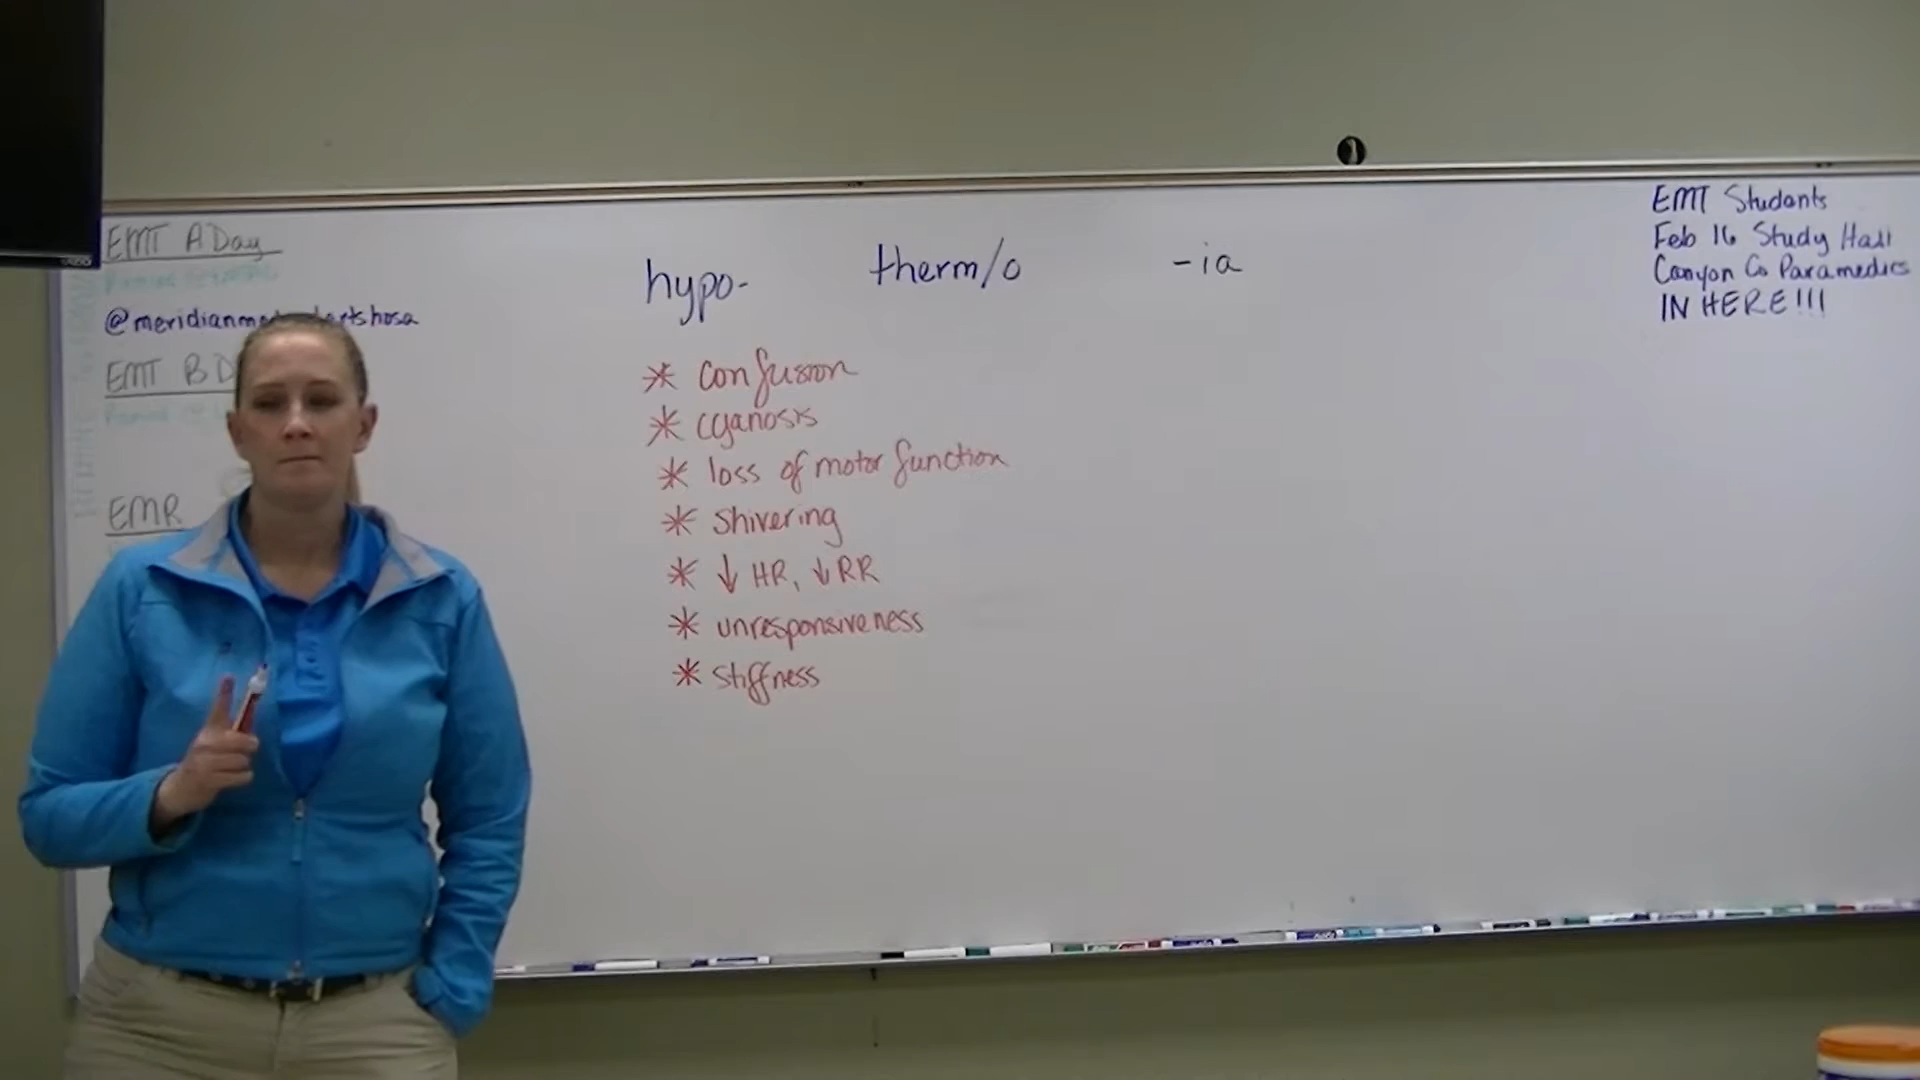 EMT A Day
@meridianm
EMT B D
EMR
hypo- therm/o -ia
* confusion
* cyanosis
* loss of motor function
* shivering
* ↓ HR, ↓ RR
* unresponsiveness
* stiffness
EMT Students
Feb 16 Study Hall
Canyon Co Paramedics
IN HERE!!!